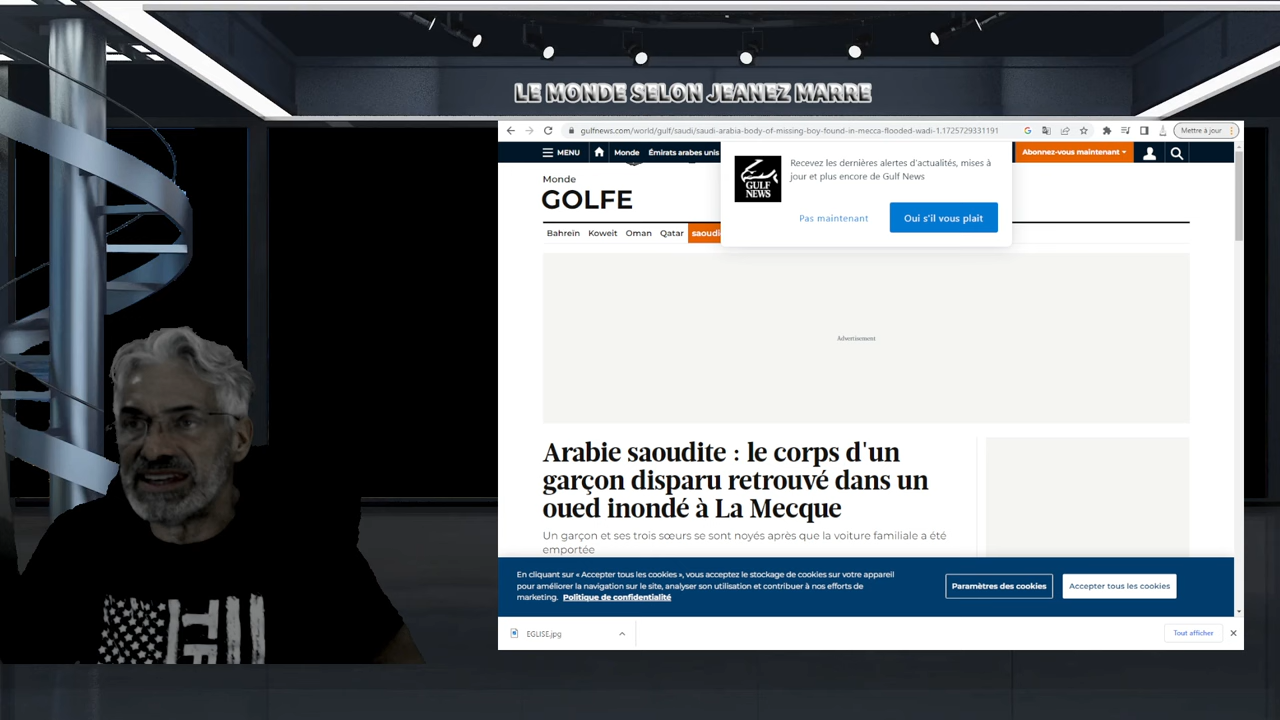 LE MONDE SELON JEANEZ MARRE
gulfnews.com/world/gulf/saudi/saudi-arabia-body-of-missing-boy-found-in-mecca-flooded-wadi-1.1725729331191
Mettre à jour
MENU
Monde
Émirats arabes unis
Abonnez-vous maintenant
GULF
NEWS
Recevez les dernières alertes d'actualités, mises à
jour et plus encore de Gulf News
Pas maintenant
Oui s'il vous plait
Monde
GOLFE
Bahrein Koweit Oman Qatar
Advertisement
Arabie saoudite : le corps d'un
garçon disparu retrouvé dans un
oued inondé à La Mecque
Un garçon et ses trois sœurs se sont noyés après que la voiture familiale a été
emportée
En cliquant sur « Accepter tous les cookies », vous acceptez le stockage de cookies sur votre appareil
pour améliorer la navigation sur le site, analyser son utilisation et contribuer à nos efforts de
marketing. Politique de confidentialité
Paramètres des cookies
Accepter tous les cookies
EGLISE.jpg
Tout afficher